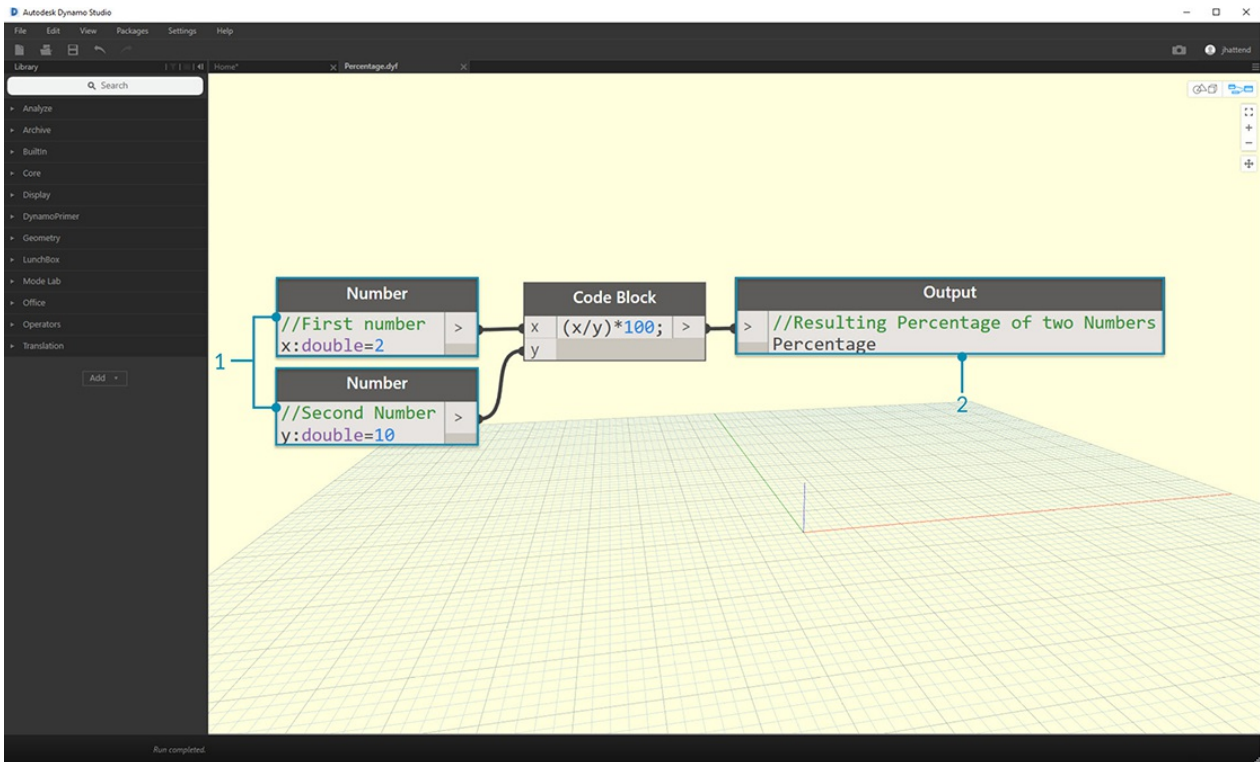 Autodesk Dynamo Studio
File Edit View Packages Settings Help
jhattend
Library
Home*
Percentage.dyf
Search
Analyze
Archive
BuiltIn
Core
Display
DynamoPrimer
Geometry
LunchBox
Mode Lab
Office
Operators
Translation
Add
1
Number
//First number
x:double=2
>
Number
//Second Number
y:double=10
>
Code Block
x (x/y)*100; >
y
Output
> //Resulting Percentage of two Numbers
Percentage
2
Run completed.